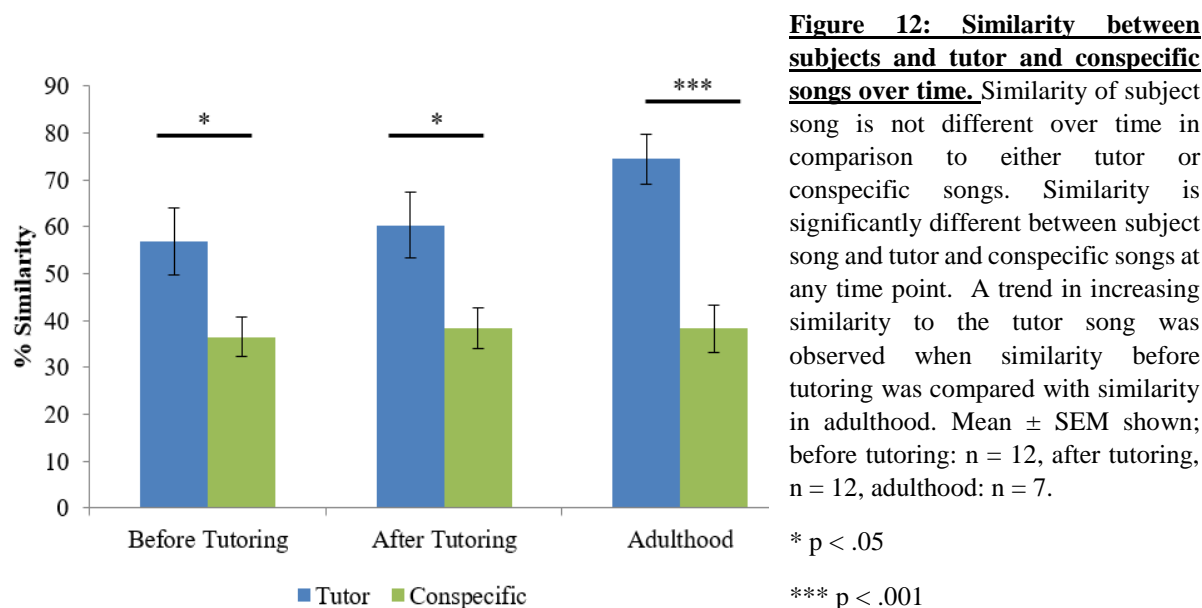 Figure 12: Similarity between
subjects and tutor and conspecific
songs over time. Similarity of subject
song is not different over time in
comparison to either tutor or
conspecific songs. Similarity is
significantly different between subject
song and tutor and conspecific songs at
any time point. A trend in increasing
similarity to the tutor song was
observed when similarity before
tutoring was compared with similarity
in adulthood. Mean ± SEM shown;
before tutoring: n = 12, after tutoring,
n = 12, adulthood: n = 7.
* p < .05
*** p < .001
% Similarity
90
80
70
60
50
40
30
20
10
0
*
*
***
Before Tutoring
After Tutoring
Adulthood
Tutor
Conspecific